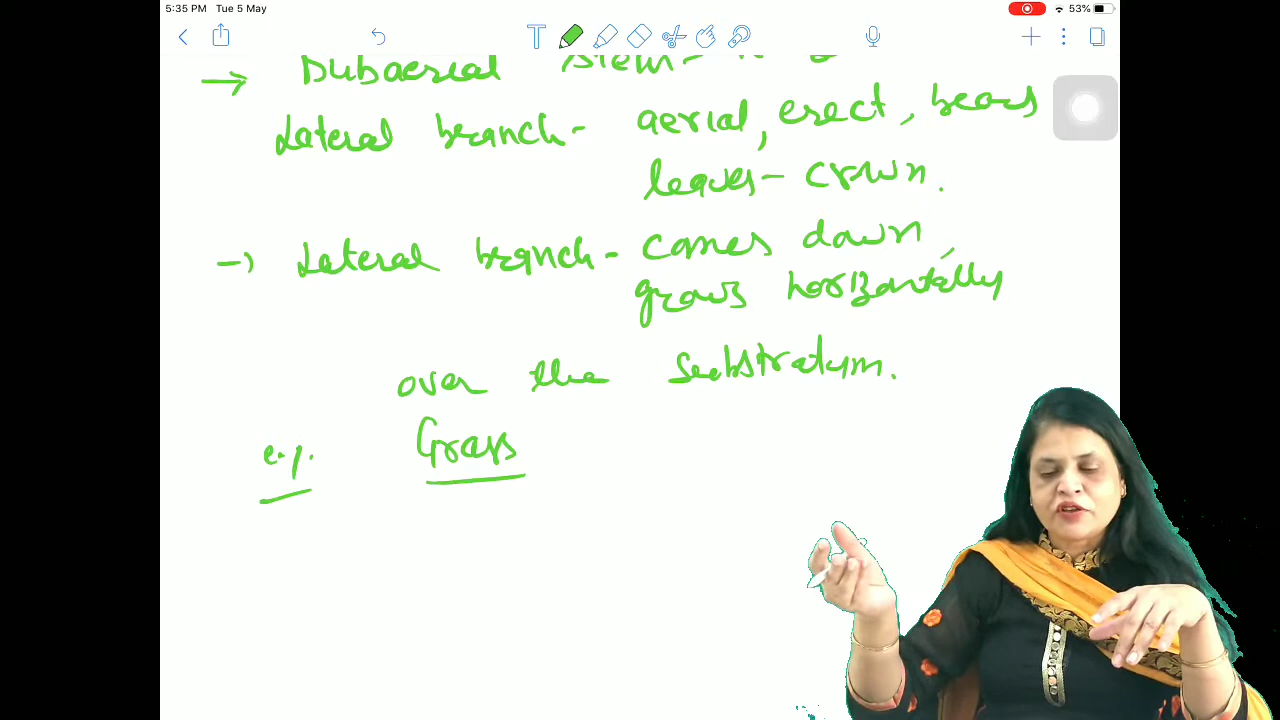 5:35 PM Tue 5 May 53%
→ Subaerial stem-
Lateral branch- aerial, erect, bears
leaves- crown.
→ Lateral branch- comes down,
grows horizontally
over the substratum.
e.g. Grass